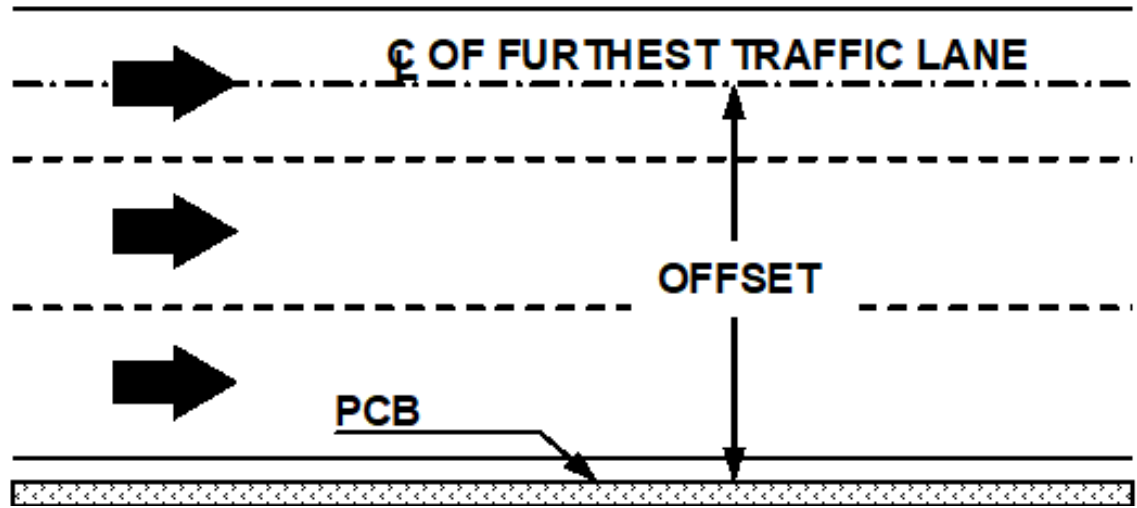 ℄ OF FURTHEST TRAFFIC LANE
OFFSET
PCB